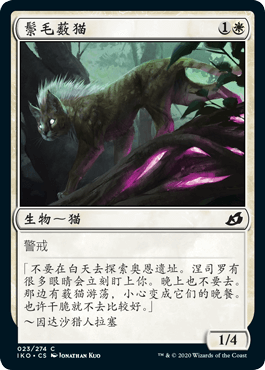 鬃毛薮猫 1
生物～猫
警戒
「不要在白天去探索奥恩遗址。涅司罗有
很多眼睛会立刻盯上你。晚上也不要去。
那边有薮猫游荡，小心变成它们的晚餐。
也许干脆就不去比较好。」
～因达沙猎人拉塞
1/4
023/274 C
IKO • CS JONATHAN KUO
™ & © 2020 Wizards of the Coast